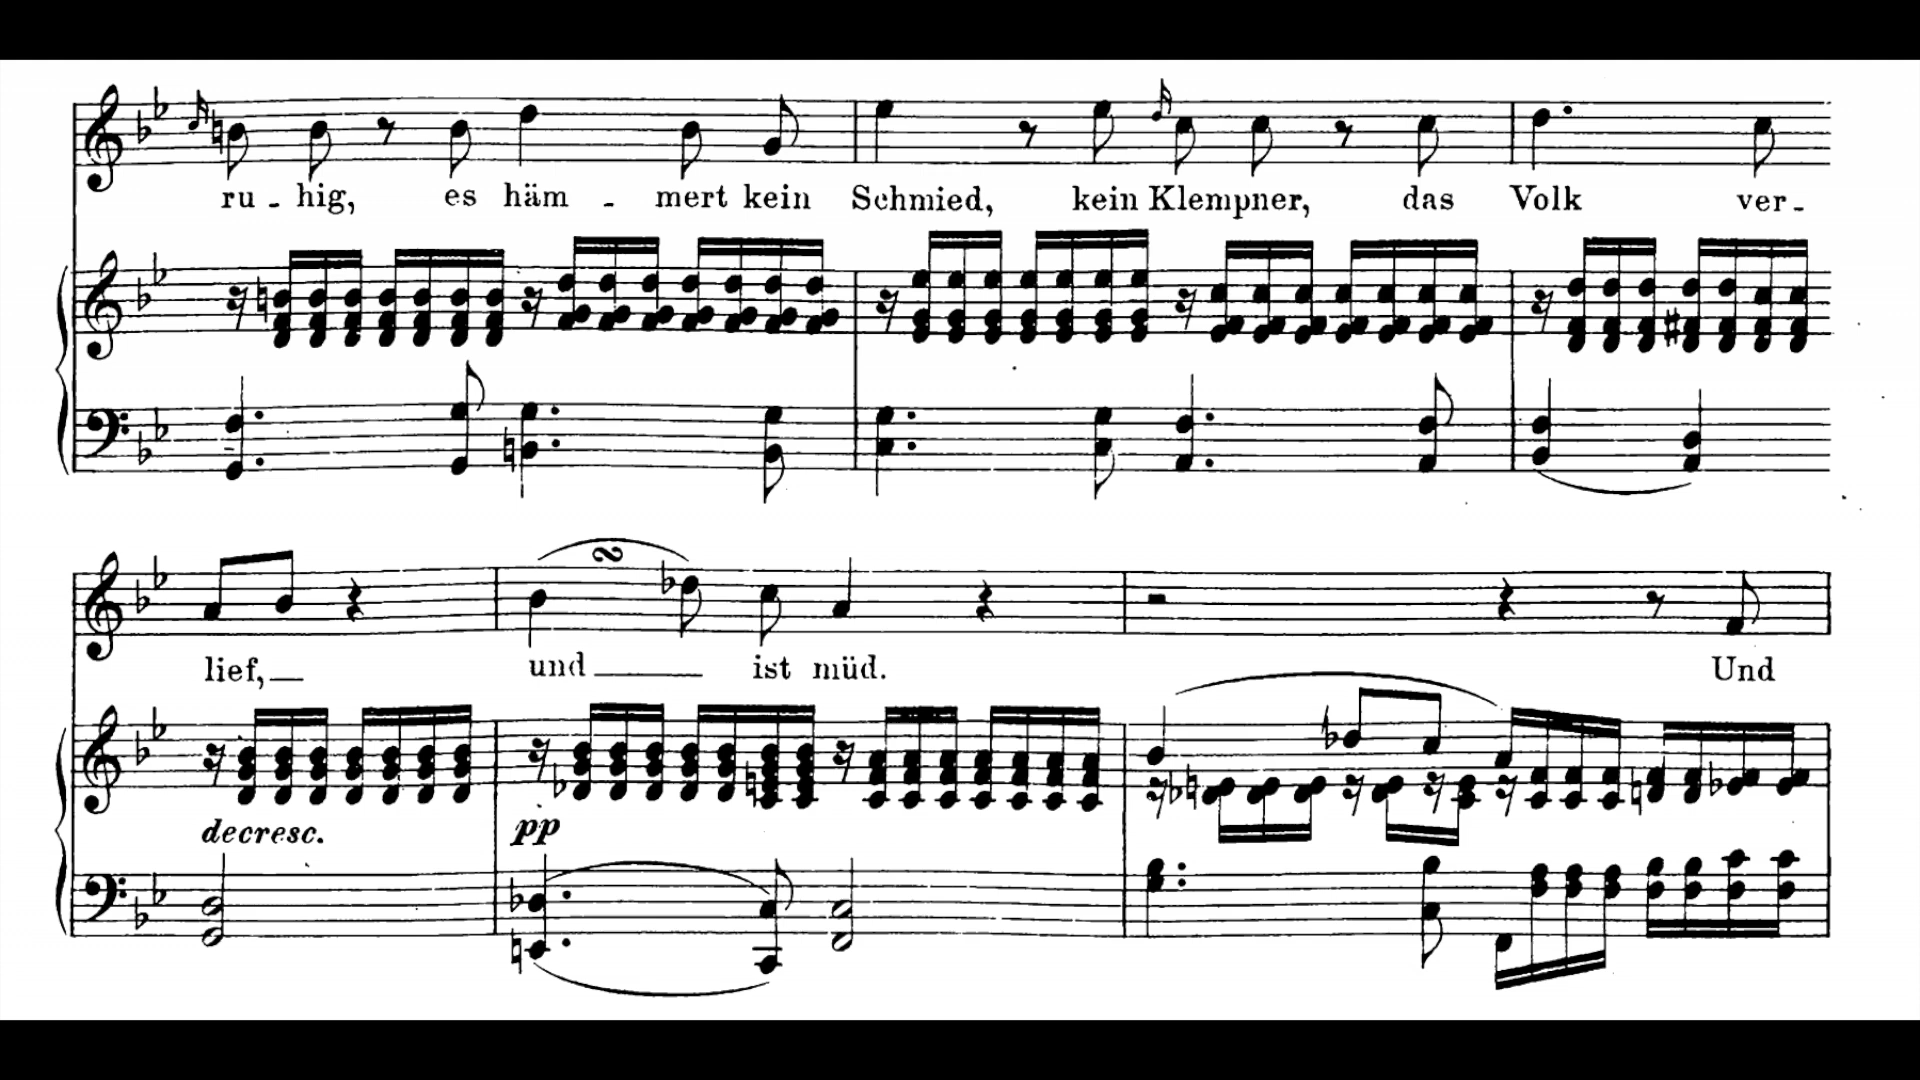 ru - hig, es häm - mert kein Schmied, kein Klempner, das Volk ver -
lief, und ist müd. Und
decresc. pp